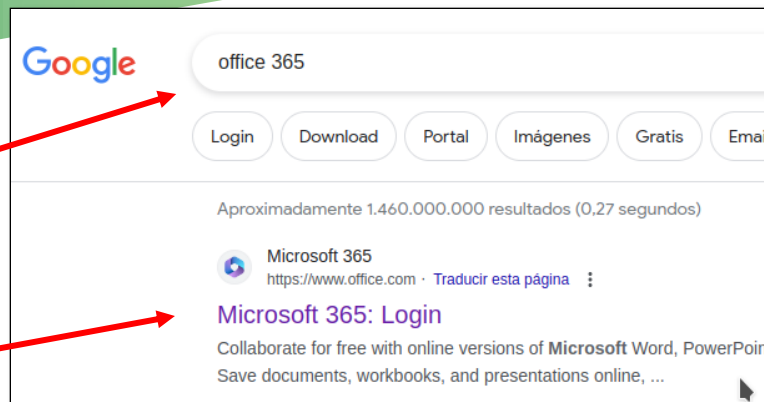 Google
office 365
Login Download Portal Imágenes Gratis Emai
Aproximadamente 1.460.000.000 resultados (0,27 segundos)
Microsoft 365
https://www.office.com · Traducir esta página
Microsoft 365: Login
Collaborate for free with online versions of Microsoft Word, PowerPoin
Save documents, workbooks, and presentations online, ...